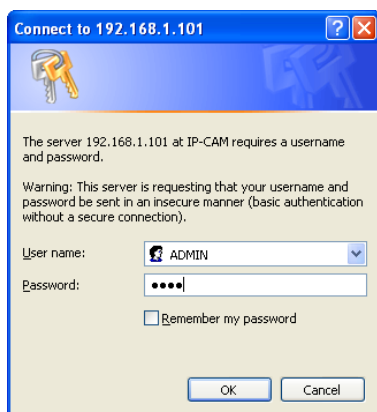 Connect to 192.168.1.101
The server 192.168.1.101 at IP-CAM requires a username
and password.
Warning: This server is requesting that your username and
password be sent in an insecure manner (basic authentication
without a secure connection).
User name:
ADMIN
Password:
••••
Remember my password
OK
Cancel